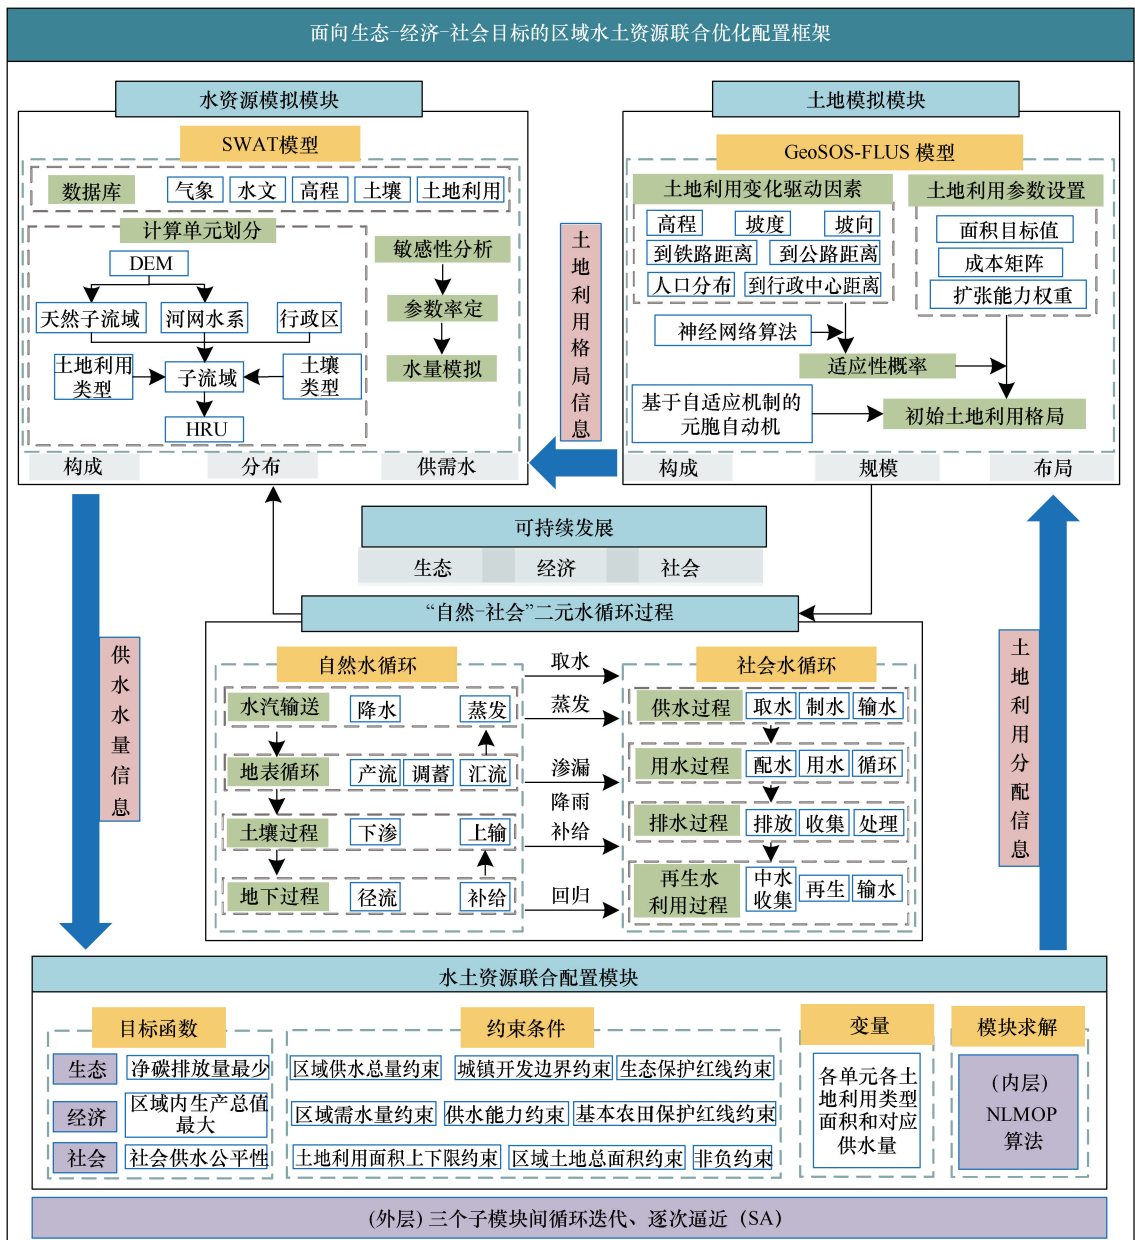 面向生态-经济-社会目标的区域水土资源联合优化配置框架
水资源模拟模块
SWAT模型
数据库
气象
水文
高程
土壤
土地利用
计算单元划分
DEM
天然子流域
河网水系
行政区
土地利用
类型
子流域
土壤
类型
HRU
敏感性分析
参数率定
水量模拟
构成
分布
供需水
土地利用格局信息
土地模拟模块
GeoSOS-FLUS 模型
土地利用变化驱动因素
高程
坡度
坡向
到铁路距离
到公路距离
人口分布
到行政中心距离
土地利用参数设置
面积目标值
成本矩阵
扩张能力权重
神经网络算法
适应性概率
基于自适应机制的
元胞自动机
初始土地利用格局
构成
规模
布局
可持续发展
生态
经济
社会
“自然-社会”二元水循环过程
供水水量信息
自然水循环
水汽输送
降水
蒸发
地表循环
产流
调蓄
汇流
土壤过程
下渗
上输
地下过程
径流
补给
取水
蒸发
渗漏
降雨
补给
回归
社会水循环
供水过程
取水
制水
输水
用水过程
配水
用水
循环
排水过程
排放
收集
处理
再生水
利用过程
中水
收集
再生
输水
土地利用分配信息
水土资源联合配置模块
目标函数
生态
净碳排放量最少
经济
区域内生产总值
最大
社会
社会供水公平性
约束条件
区域供水总量约束
城镇开发边界约束
生态保护红线约束
区域需水量约束
供水能力约束
基本农田保护红线约束
土地利用面积上下限约束
区域土地总面积约束
非负约束
变量
各单元各土
地利用类型
面积和对应
供水量
模块求解
(内层)
NLMOP
算法
(外层) 三个子模块间循环迭代、逐次逼近（SA）